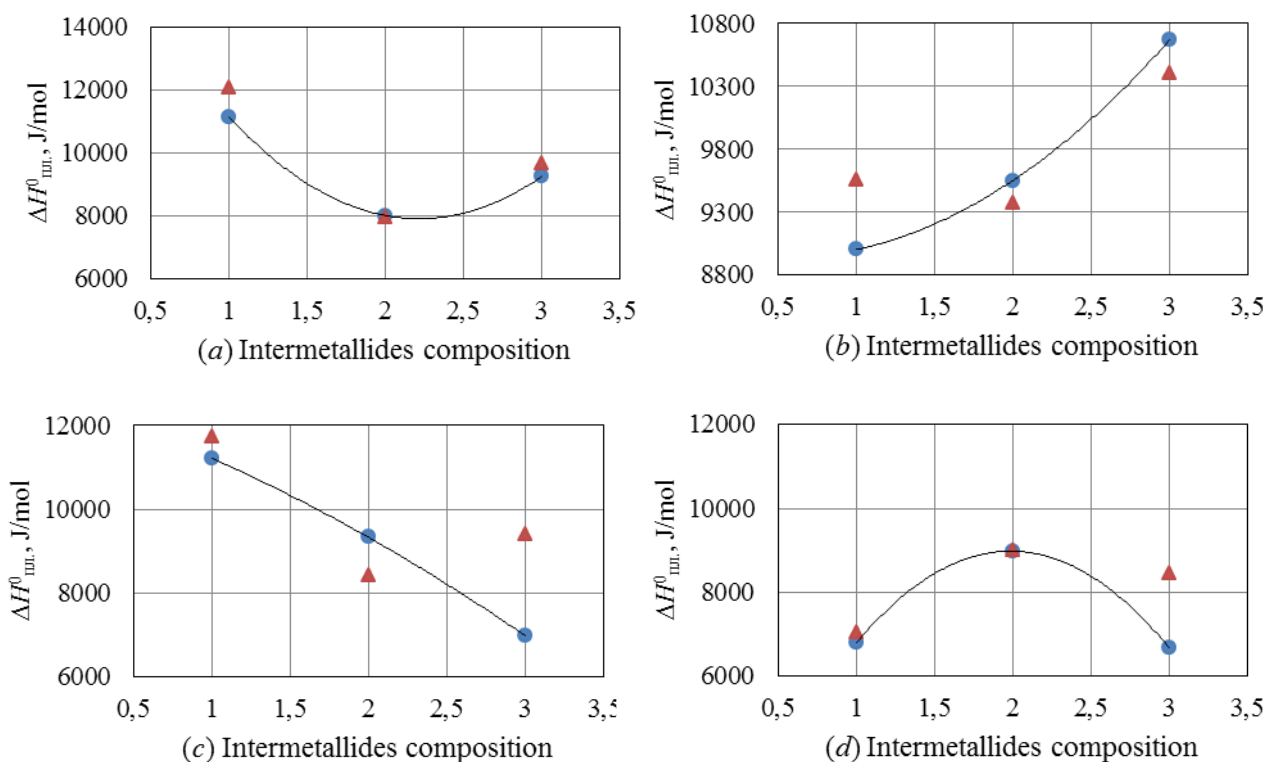 14000
12000
10000
8000
6000
ΔH⁰пл., J/mol
0,5 1 1,5 2 2,5 3 3,5
(a) Intermetallides composition
10800
10300
9800
9300
8800
ΔH⁰пл., J/mol
0,5 1 1,5 2 2,5 3 3,5
(b) Intermetallides composition
12000
10000
8000
6000
ΔH⁰пл., J/mol
0,5 1 1,5 2 2,5 3 3,5
(c) Intermetallides composition
12000
10000
8000
6000
ΔH⁰пл., J/mol
0,5 1 1,5 2 2,5 3 3,5
(d) Intermetallides composition